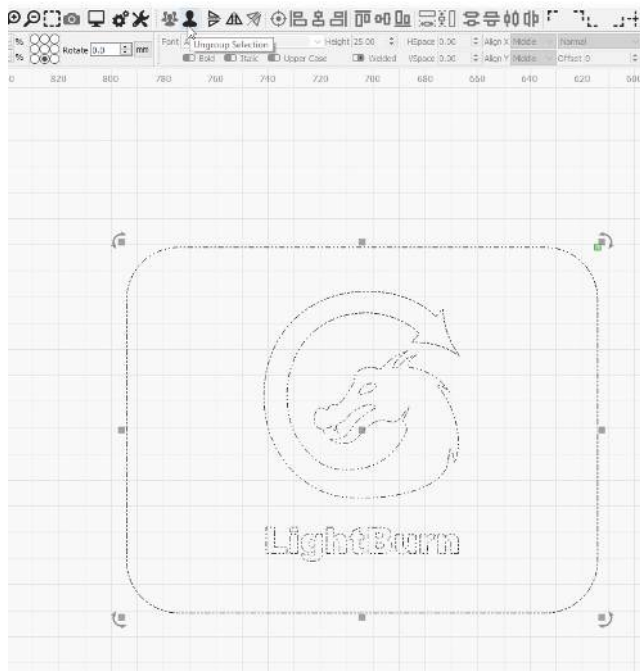 % Rotate 0.0 mm Font Height 25.00 HSpace 0.00 Align X Middle Normal
Ungroup Selection
% Bold Italic Upper Case Welded VSpace 0.00 Align Y Middle Offset 0
0 820 800 780 760 740 720 700 680 660 640 620 600
LightBurn